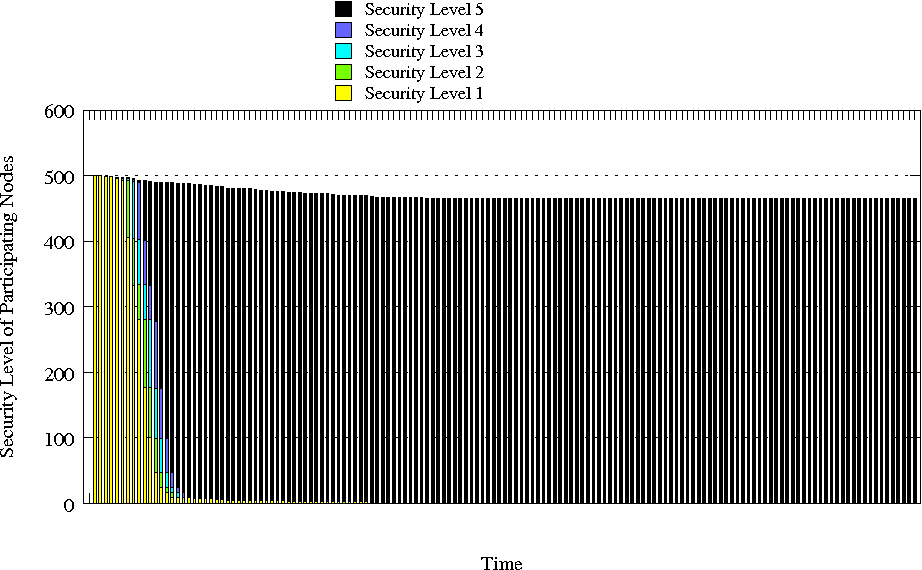 Security Level 5
Security Level 4
Security Level 3
Security Level 2
Security Level 1
600
500
400
300
200
100
0
Security Level of Participating Nodes
Time